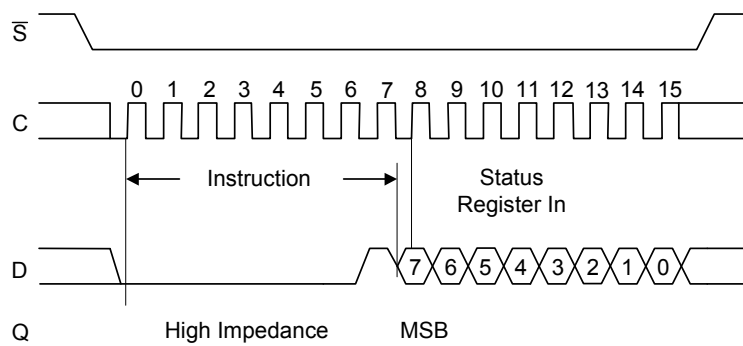 S̅
0 1 2 3 4 5 6 7 8 9 10 11 12 13 14 15
C
Instruction Status
Register In
D 7 6 5 4 3 2 1 0
Q High Impedance MSB